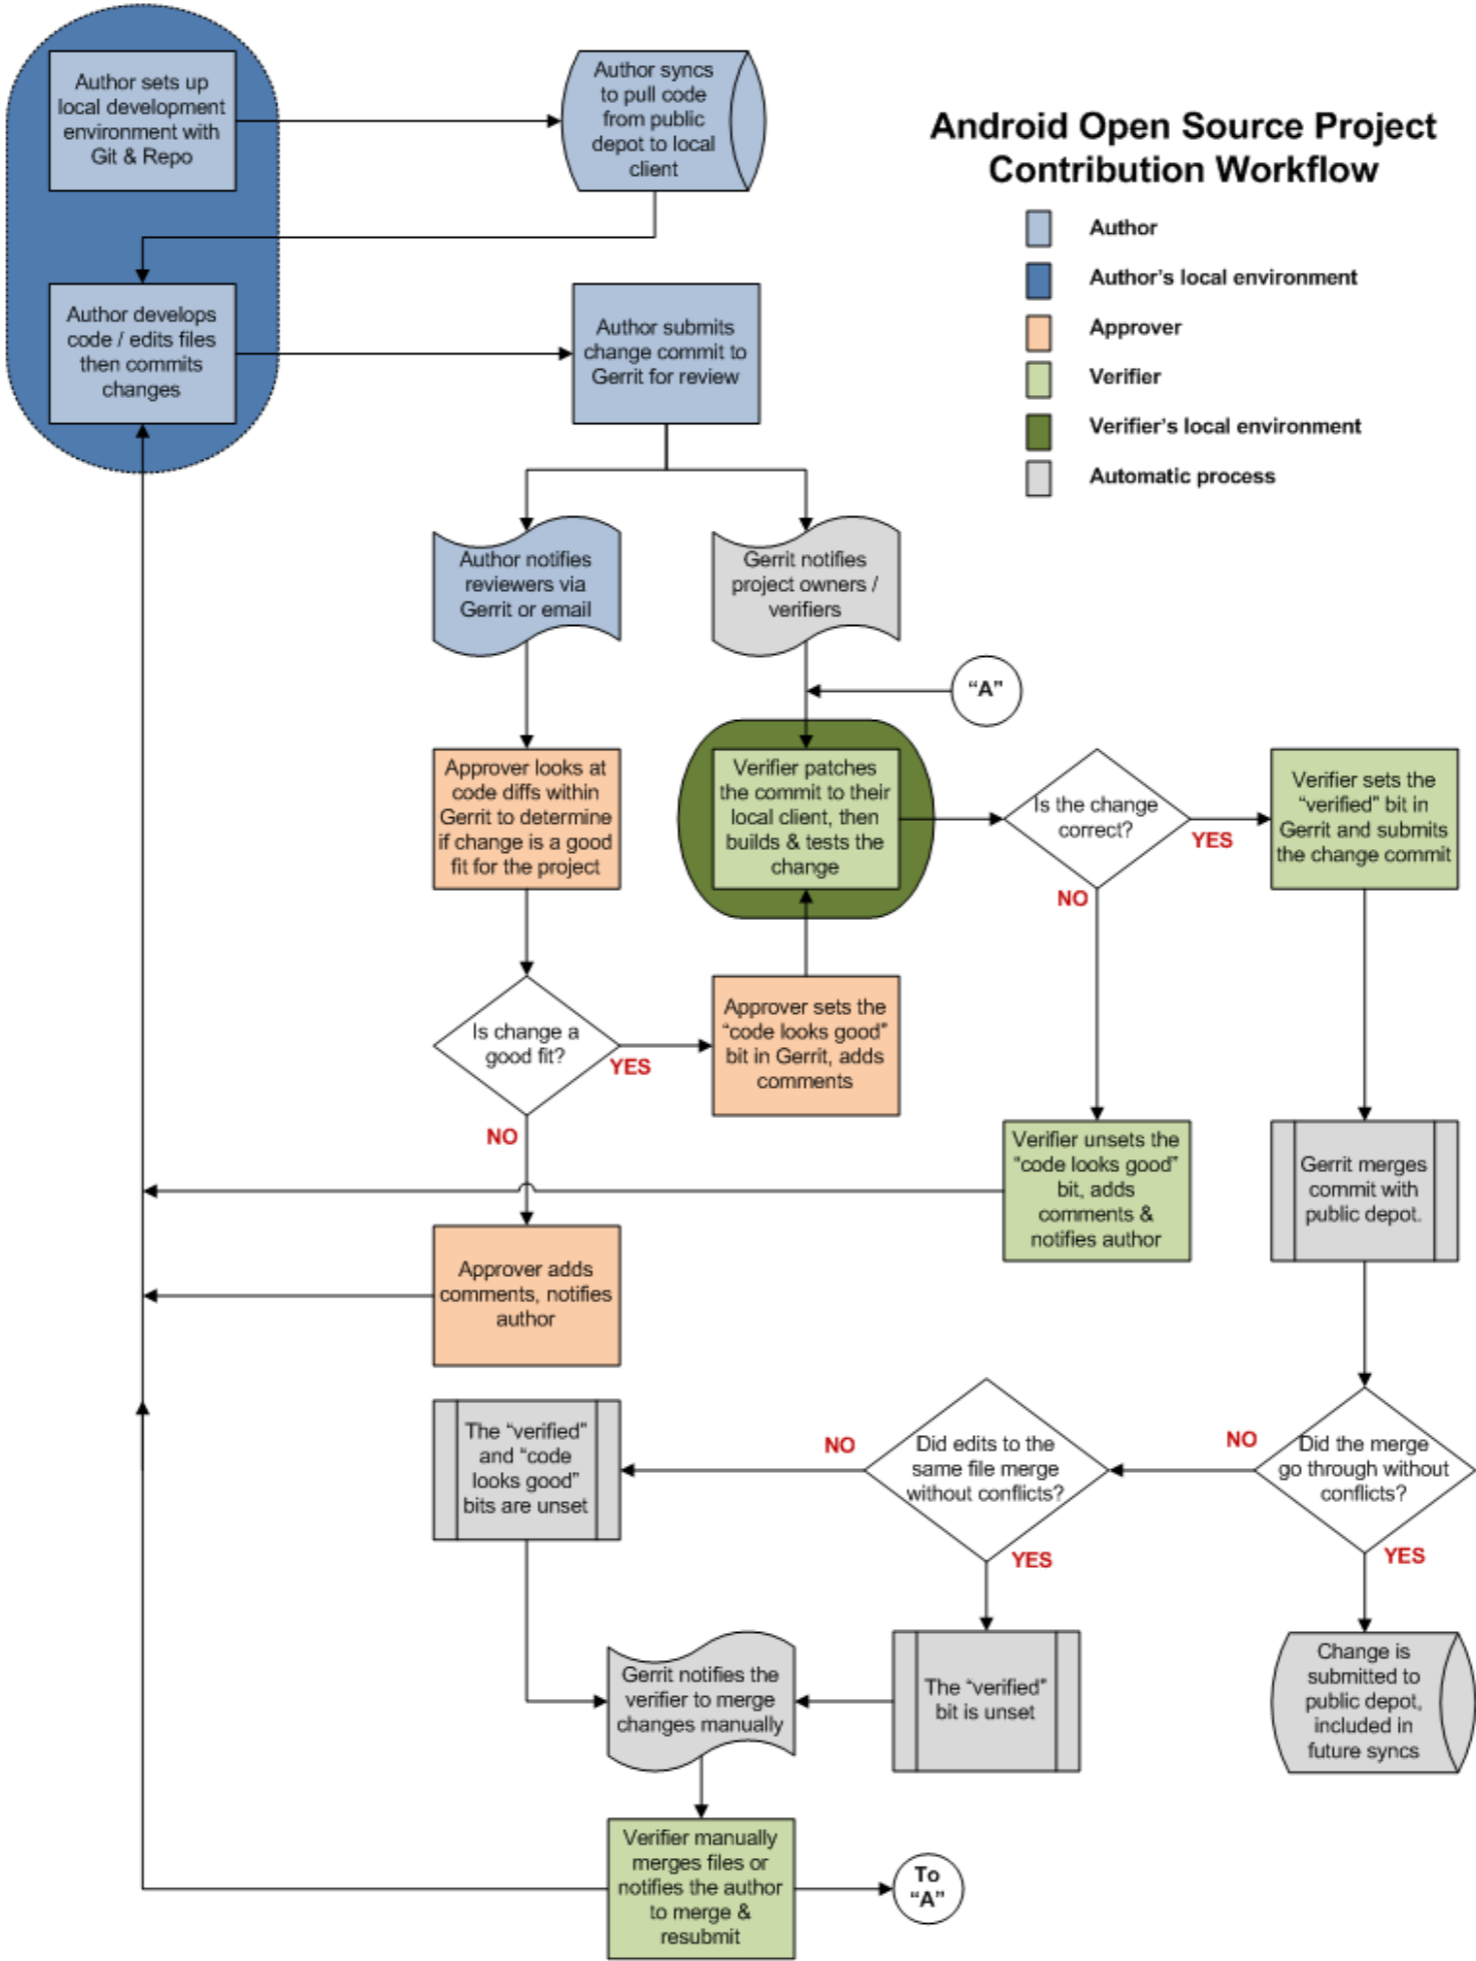 Author sets up
local development
environment with
Git & Repo
Author syncs
to pull code
from public
depot to local
client
Android Open Source Project
Contribution Workflow
Author
Author's local environment
Approver
Verifier
Verifier's local environment
Automatic process
Author develops
code / edits files
then commits
changes
Author submits
change commit to
Gerrit for review
Author notifies
reviewers via
Gerrit or email
Gerrit notifies
project owners /
verifiers
“A”
Approver looks at
code diffs within
Gerrit to determine
if change is a good
fit for the project
Verifier patches
the commit to their
local client, then
builds & tests the
change
Is the change
correct?
YES
NO
Verifier sets the
“verified” bit in
Gerrit and submits
the change commit
Is change a
good fit?
YES
NO
Approver sets the
“code looks good”
bit in Gerrit, adds
comments
Verifier unsets the
“code looks good”
bit, adds
comments &
notifies author
Gerrit merges
commit with
public depot.
Approver adds
comments, notifies
author
The “verified”
and “code
looks good”
bits are unset
NO
Did edits to the
same file merge
without conflicts?
YES
NO
Did the merge
go through without
conflicts?
YES
Gerrit notifies the
verifier to merge
changes manually
The “verified”
bit is unset
Change is
submitted to
public depot,
included in
future syncs
Verifier manually
merges files or
notifies the author
to merge &
resubmit
To
“A”